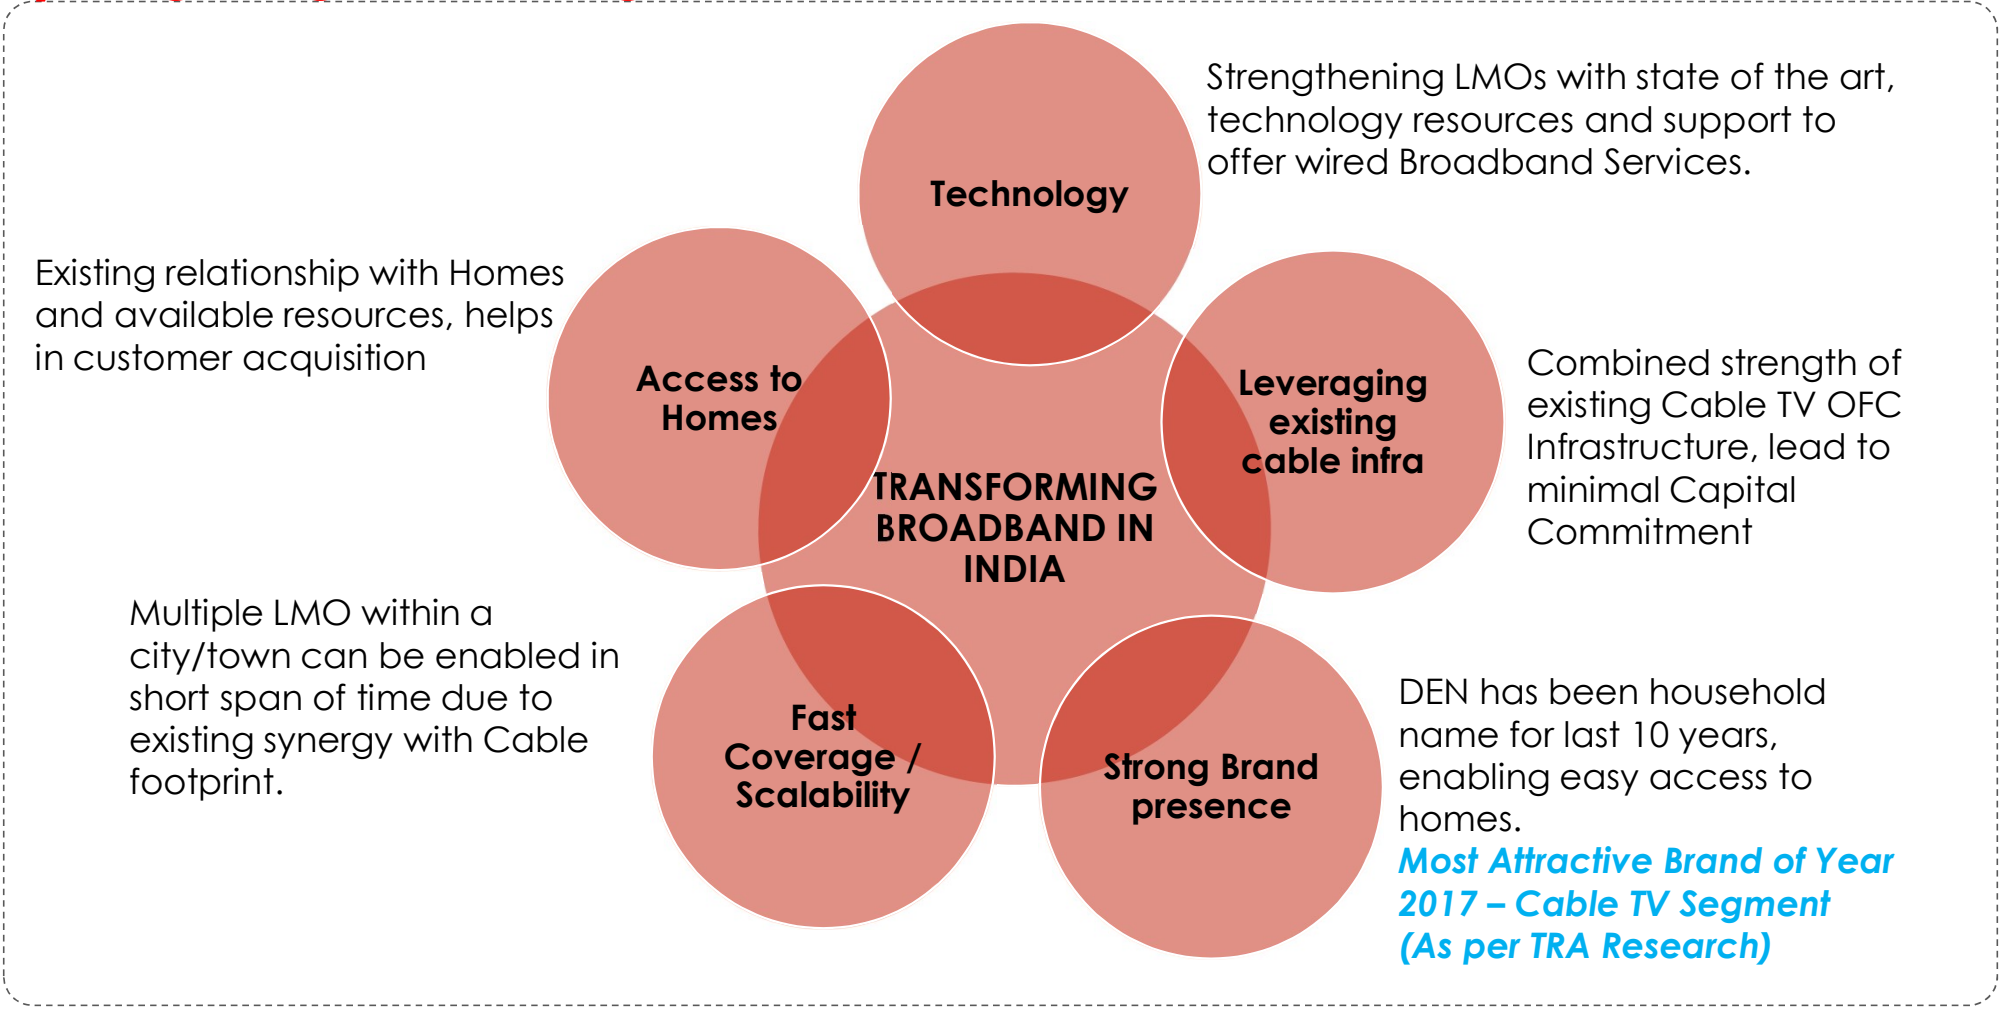 Technology
Strengthening LMOs with state of the art,
technology resources and support to
offer wired Broadband Services.
Existing relationship with Homes
and available resources, helps
in customer acquisition
Access to
Homes
Leveraging
existing
cable infra
Combined strength of
existing Cable TV OFC
Infrastructure, lead to
minimal Capital
Commitment
TRANSFORMING
BROADBAND IN
INDIA
Multiple LMO within a
city/town can be enabled in
short span of time due to
existing synergy with Cable
footprint.
Fast
Coverage /
Scalability
Strong Brand
presence
DEN has been household
name for last 10 years,
enabling easy access to
homes.
Most Attractive Brand of Year
2017 – Cable TV Segment
(As per TRA Research)